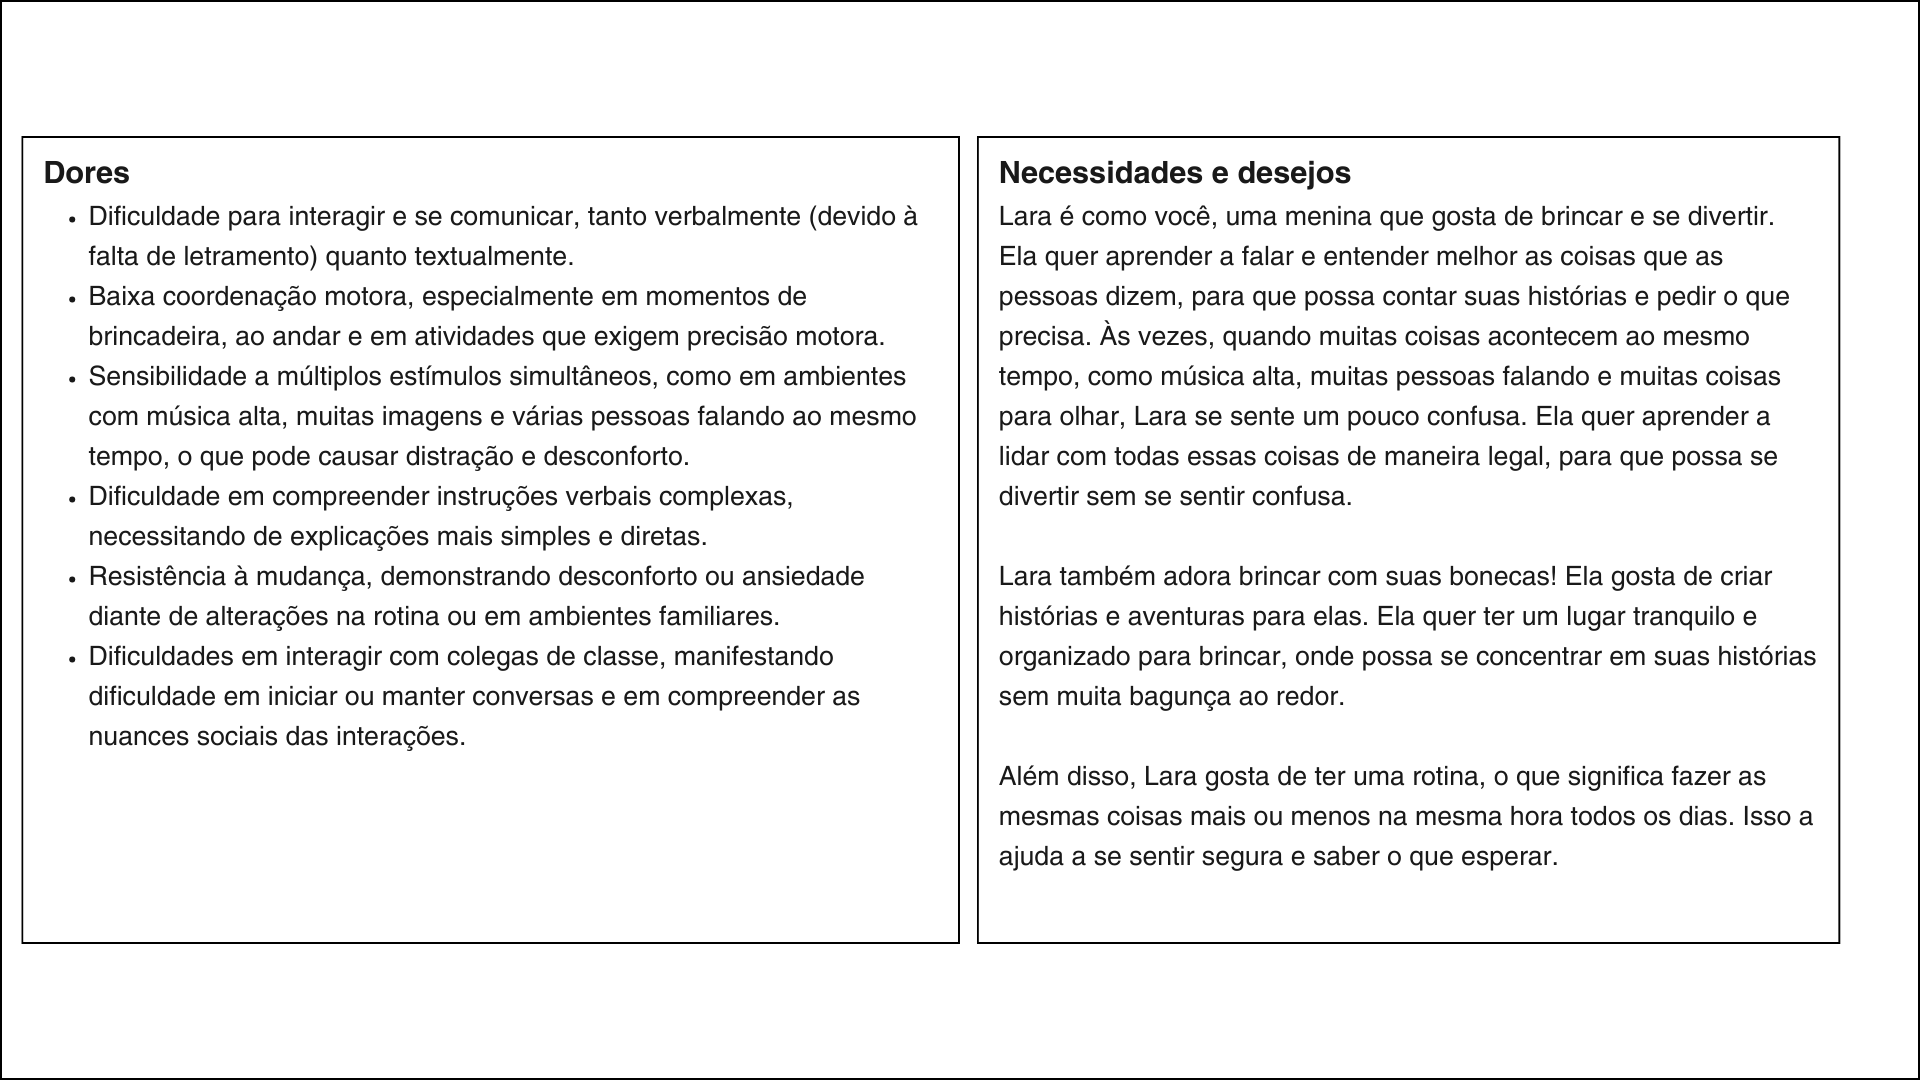 Dores
• Dificuldade para interagir e se comunicar, tanto verbalmente (devido à
falta de letramento) quanto textualmente.
• Baixa coordenação motora, especialmente em momentos de
brincadeira, ao andar e em atividades que exigem precisão motora.
• Sensibilidade a múltiplos estímulos simultâneos, como em ambientes
com música alta, muitas imagens e várias pessoas falando ao mesmo
tempo, o que pode causar distração e desconforto.
• Dificuldade em compreender instruções verbais complexas,
necessitando de explicações mais simples e diretas.
• Resistência à mudança, demonstrando desconforto ou ansiedade
diante de alterações na rotina ou em ambientes familiares.
• Dificuldades em interagir com colegas de classe, manifestando
dificuldade em iniciar ou manter conversas e em compreender as
nuances sociais das interações.
Necessidades e desejos
Lara é como você, uma menina que gosta de brincar e se divertir.
Ela quer aprender a falar e entender melhor as coisas que as
pessoas dizem, para que possa contar suas histórias e pedir o que
precisa. Às vezes, quando muitas coisas acontecem ao mesmo
tempo, como música alta, muitas pessoas falando e muitas coisas
para olhar, Lara se sente um pouco confusa. Ela quer aprender a
lidar com todas essas coisas de maneira legal, para que possa se
divertir sem se sentir confusa.
Lara também adora brincar com suas bonecas! Ela gosta de criar
histórias e aventuras para elas. Ela quer ter um lugar tranquilo e
organizado para brincar, onde possa se concentrar em suas histórias
sem muita bagunça ao redor.
Além disso, Lara gosta de ter uma rotina, o que significa fazer as
mesmas coisas mais ou menos na mesma hora todos os dias. Isso a
ajuda a se sentir segura e saber o que esperar.